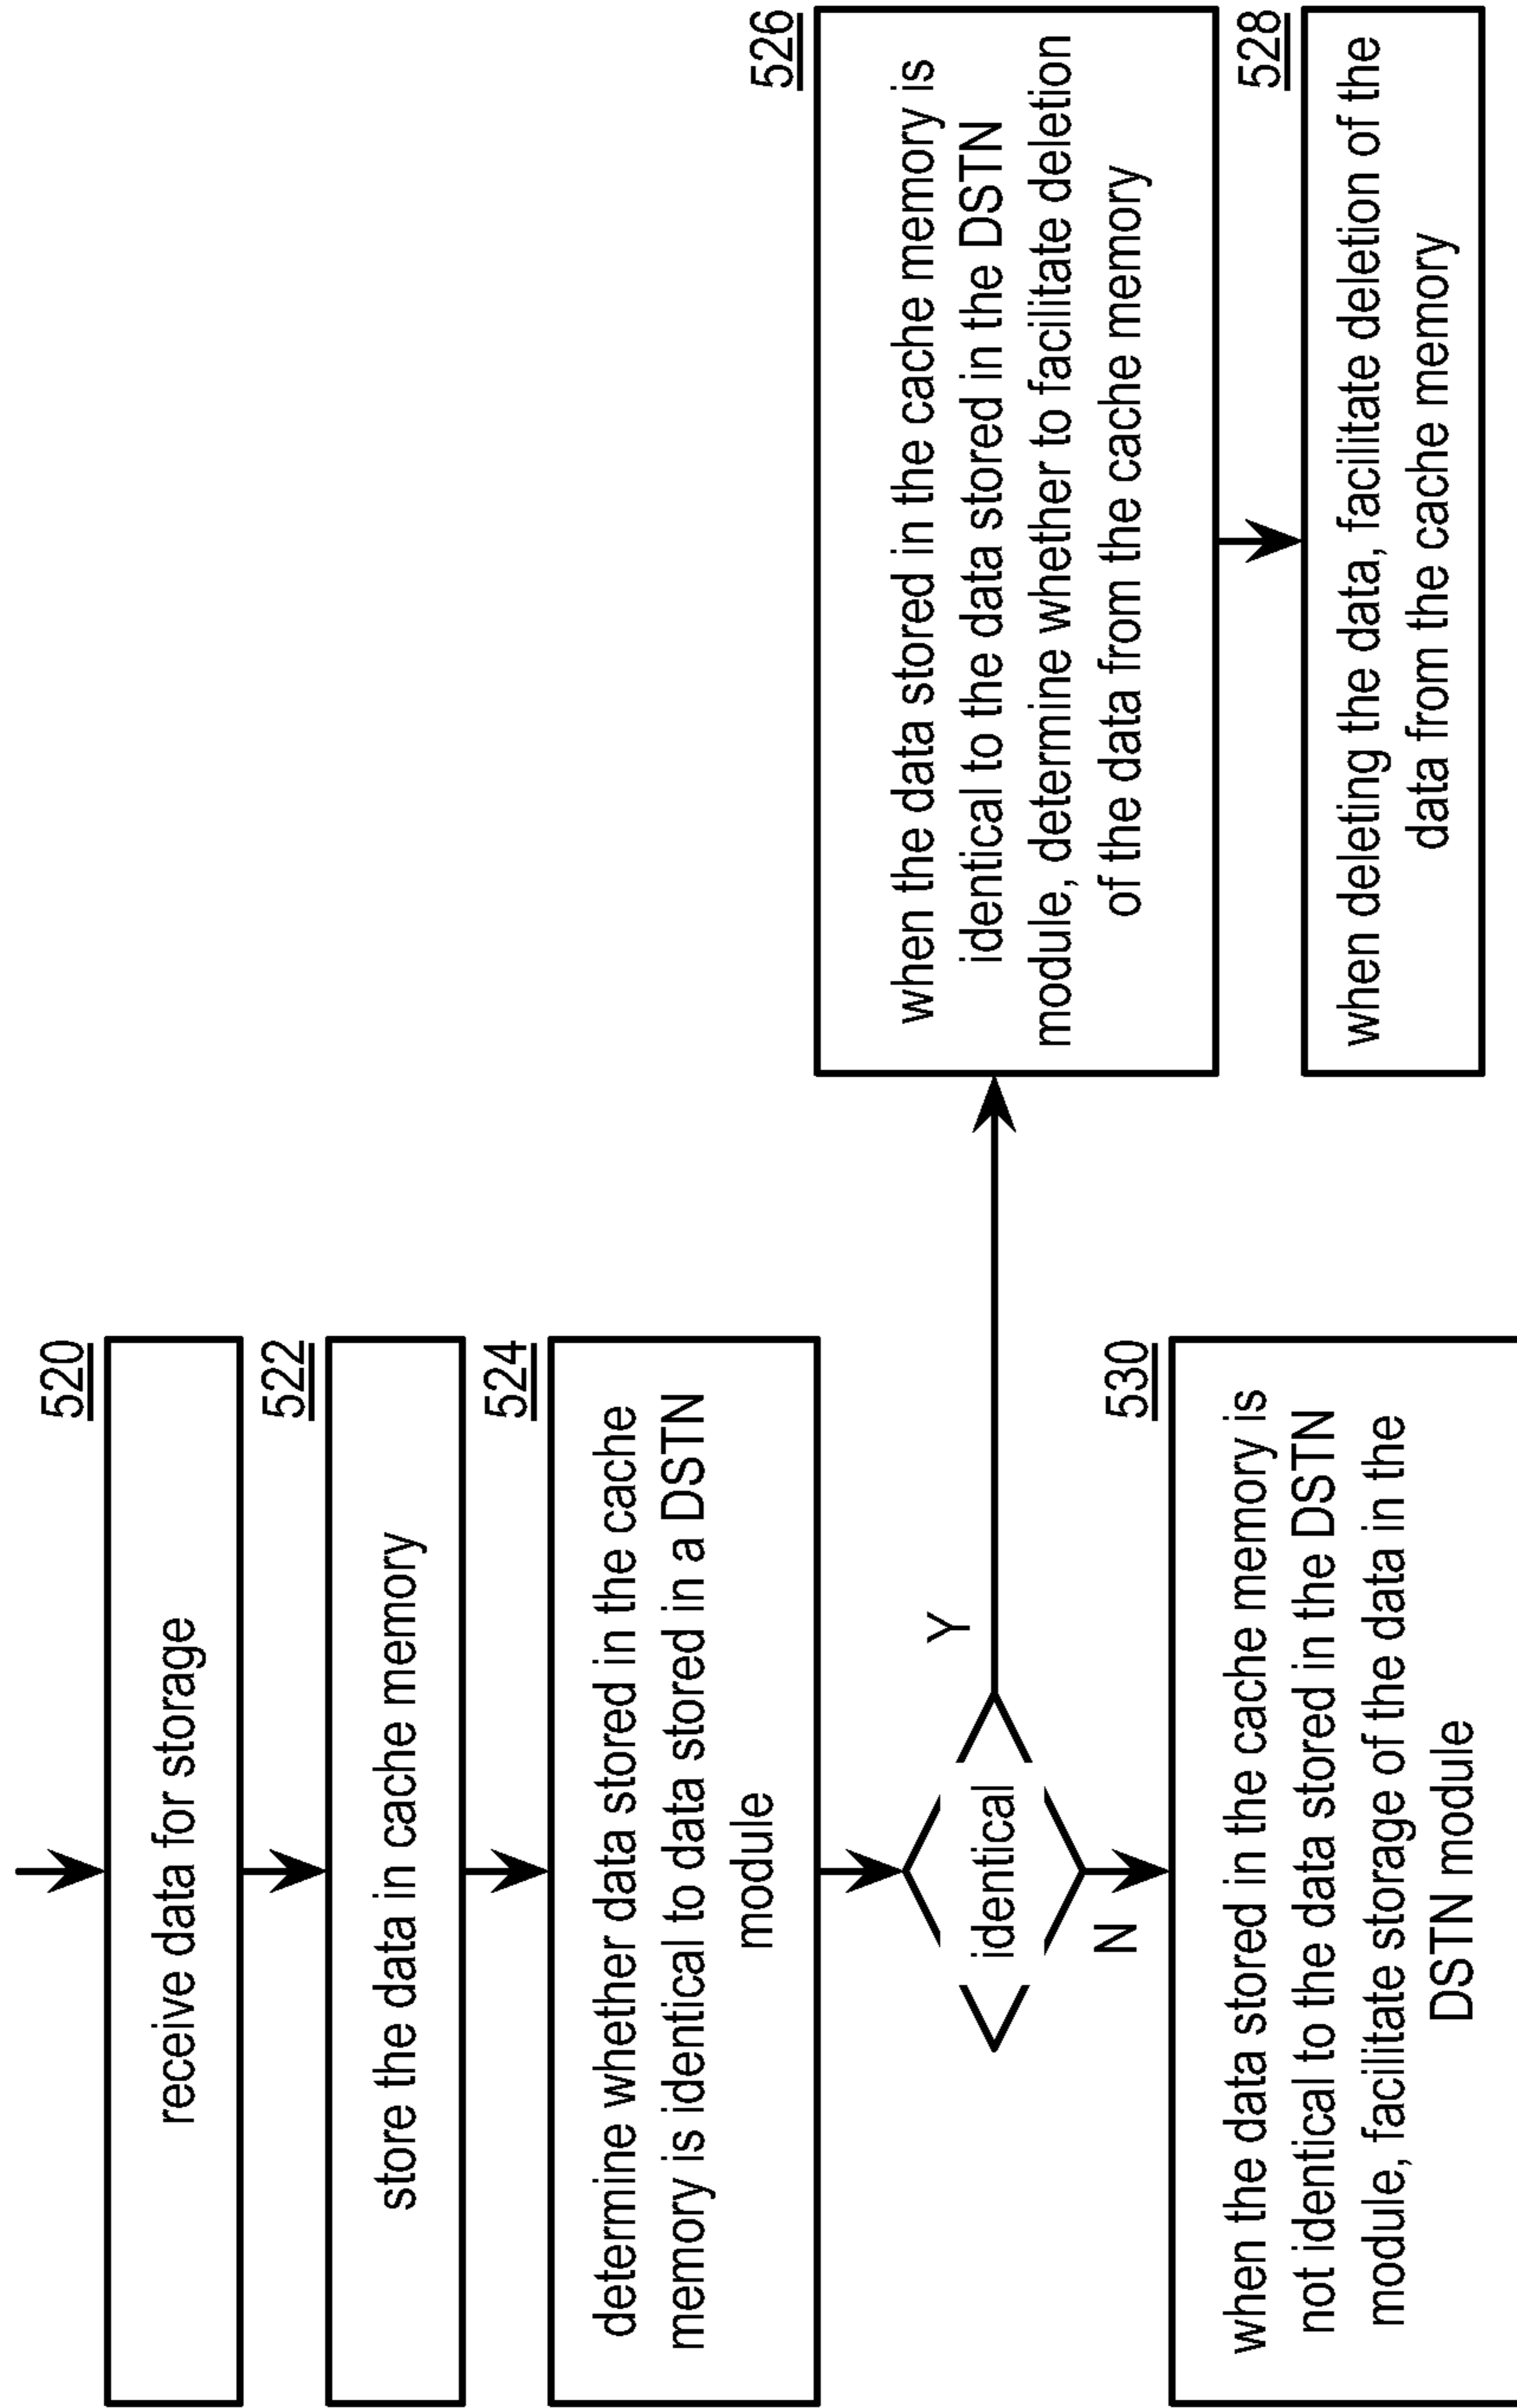 520
receive data for storage
522
store the data in cache memory
524
determine whether data stored in the cache
memory is identical to data stored in a DSTN
module
identical
Y
N
526
when the data stored in the cache memory is
identical to the data stored in the DSTN
module, determine whether to facilitate deletion
of the data from the cache memory
528
when deleting the data, facilitate deletion of the
data from the cache memory
530
when the data stored in the cache memory is
not identical to the data stored in the DSTN
module, facilitate storage of the data in the
DSTN module